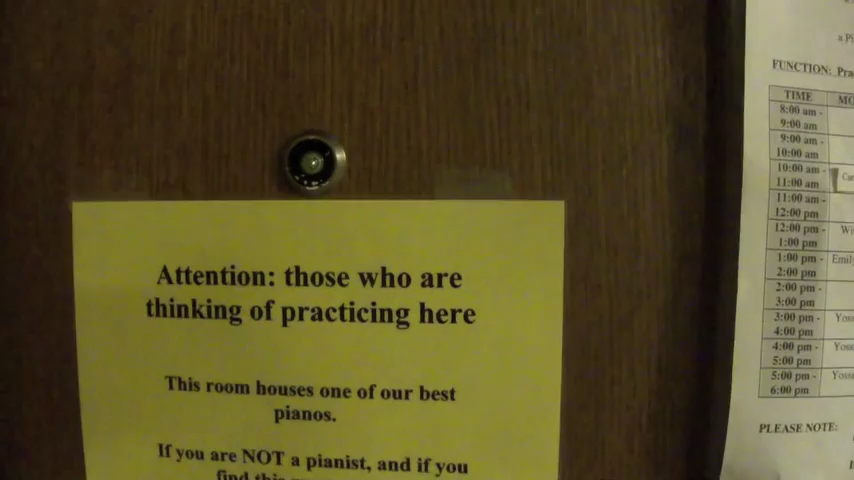 Attention: those who are
thinking of practicing here
This room houses one of our best
pianos.
If you are NOT a pianist, and if you
find this
FUNCTION:
TIME
8:00 am -
9:00 am
9:00 am -
10:00 am
10:00 am -
11:00 am
11:00 am -
12:00 pm
12:00 pm -
1:00 pm
1:00 pm - Emily
2:00 pm
2:00 pm -
3:00 pm
3:00 pm -
4:00 pm
4:00 pm -
5:00 pm
5:00 pm -
6:00 pm
PLEASE NOTE: